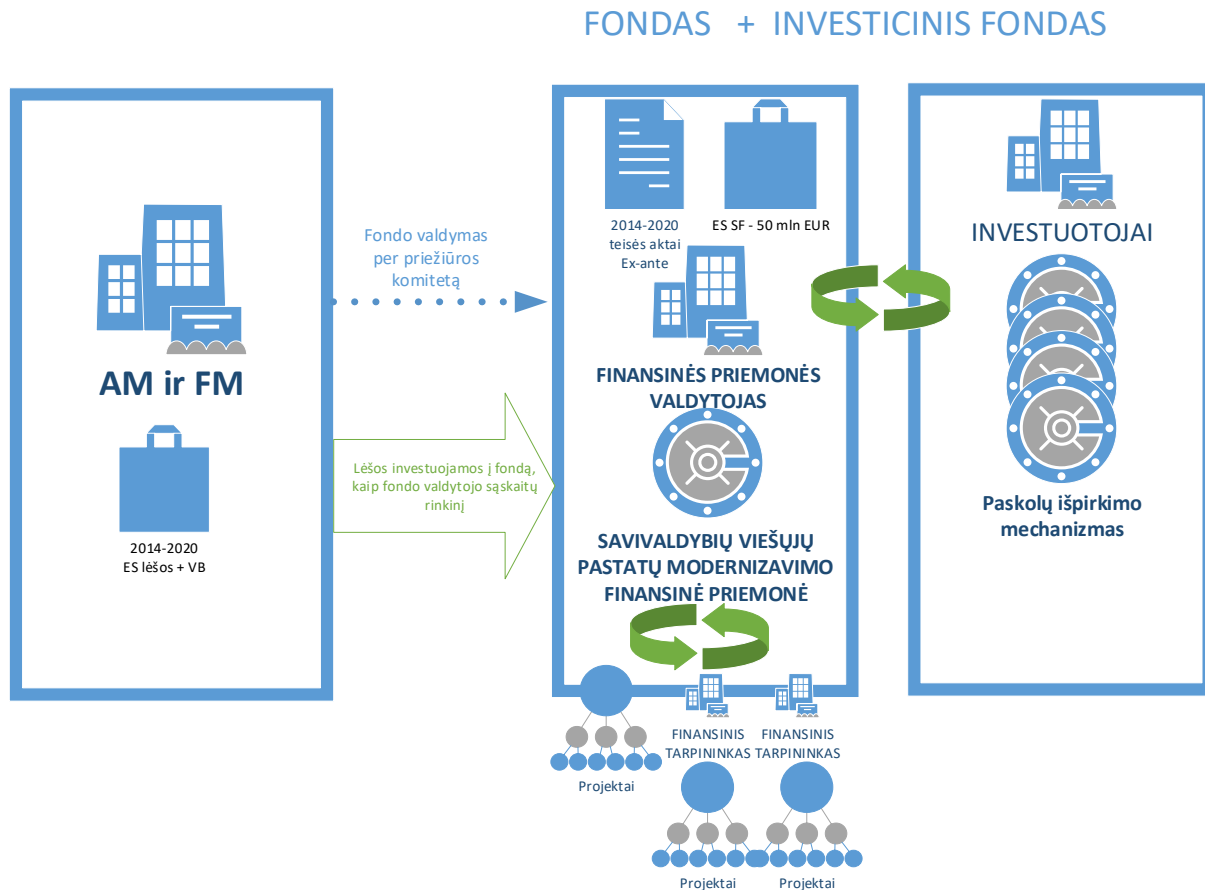 FONDAS + INVESTICINIS FONDAS
AM ir FM
2014-2020
ES lėšos + VB
Fondo valdymas
per priežiūros
komitetą
Lėšos investuojamos į fondą,
kaip fondo valdytojo sąskaitų
rinkinį
2014-2020
teisės aktai
Ex-ante
ES SF - 50 mln EUR
FINANSINĖS PRIEMONĖS
VALDYTOJAS
SAVIVALDYBIŲ VIEŠŲJŲ
PASTATŲ MODERNIZAVIMO
FINANSINĖ PRIEMONĖ
INVESTUOTOJAI
Paskolų išpirkimo
mechanizmas
Projektai
FINANSINIS
TARPININKAS
FINANSINIS
TARPININKAS
Projektai
Projektai